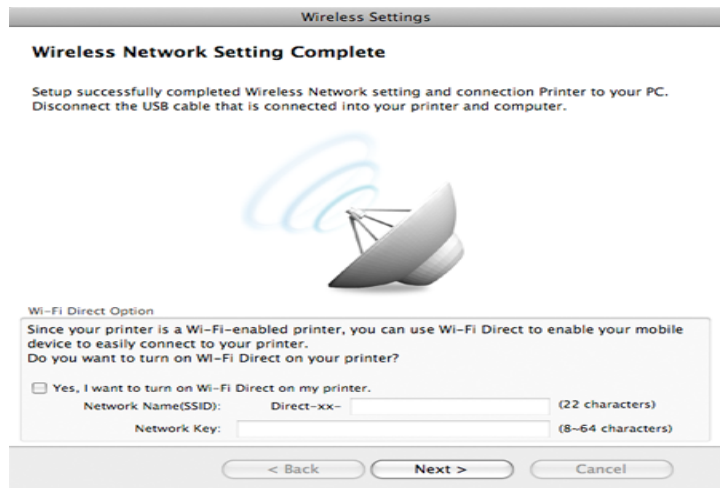 Wireless Settings
Wireless Network Setting Complete
Setup successfully completed Wireless Network setting and connection Printer to your PC.
Disconnect the USB cable that is connected into your printer and computer.
Wi-Fi Direct Option
Since your printer is a Wi-Fi-enabled printer, you can use Wi-Fi Direct to enable your mobile
device to easily connect to your printer.
Do you want to turn on WI-Fi Direct on your printer?
Yes, I want to turn on Wi-Fi Direct on my printer.
Network Name(SSID): Direct-xx- (22 characters)
Network Key: (8~64 characters)
< Back Next > Cancel